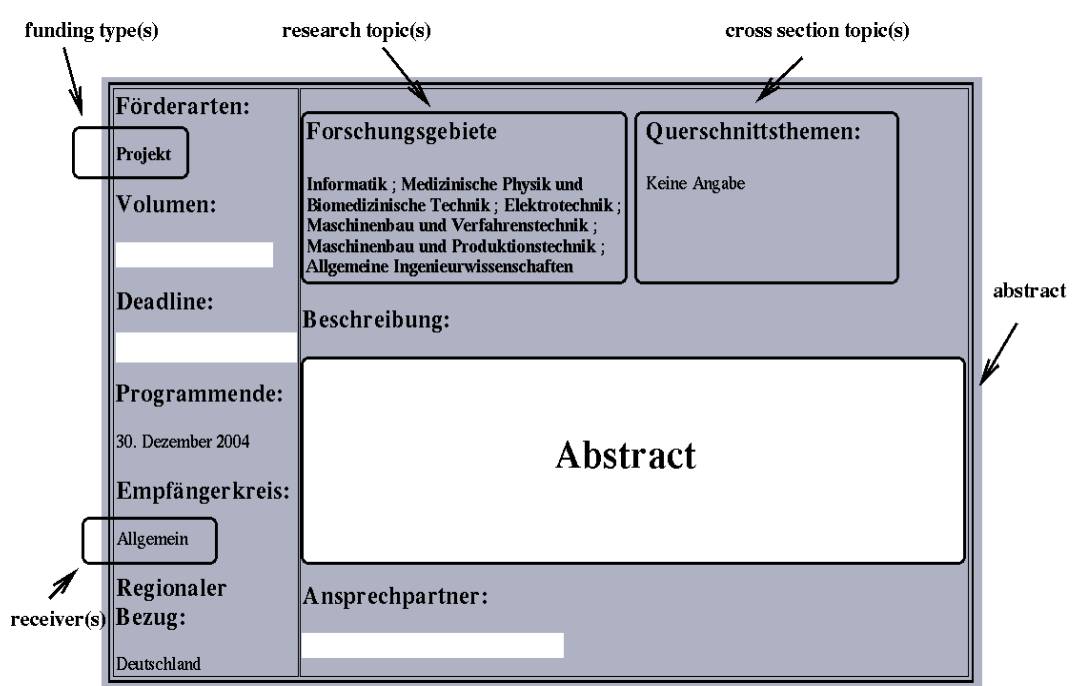 funding type(s)
research topic(s)
cross section topic(s)
Förderarten:
Projekt
Volumen:
Deadline:
Programmende:
30. Dezember 2004
Empfängerkreis:
Allgemein
Regionaler
Bezug:
Deutschland
Forschungsgebiete
Informatik ; Medizinische Physik und
Biomedizinische Technik ; Elektrotechnik ;
Maschinenbau und Verfahrenstechnik ;
Maschinenbau und Produktionstechnik ;
Allgemeine Ingenieurwissenschaften
Querschnittsthemen:
Keine Angabe
Beschreibung:
Abstract
Ansprechpartner:
abstract
receiver(s)